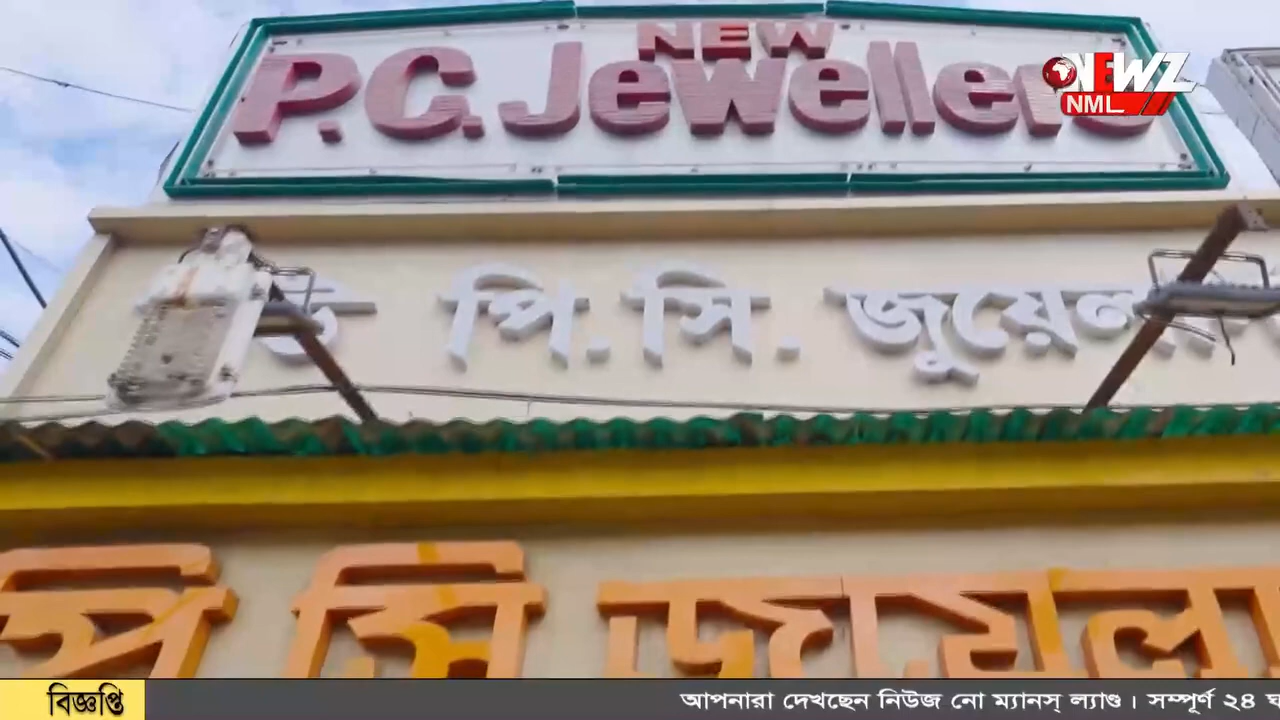 NEW
P.C. Jewellers
NEWZ
NML
উ পি.সি. জুয়েল
পি সি জুয়েলা
বিজ্ঞপ্তি
আপনারা দেখছেন নিউজ নো ম্যানস্ ল্যাণ্ড। সম্পূর্ণ ২৪ ঘ